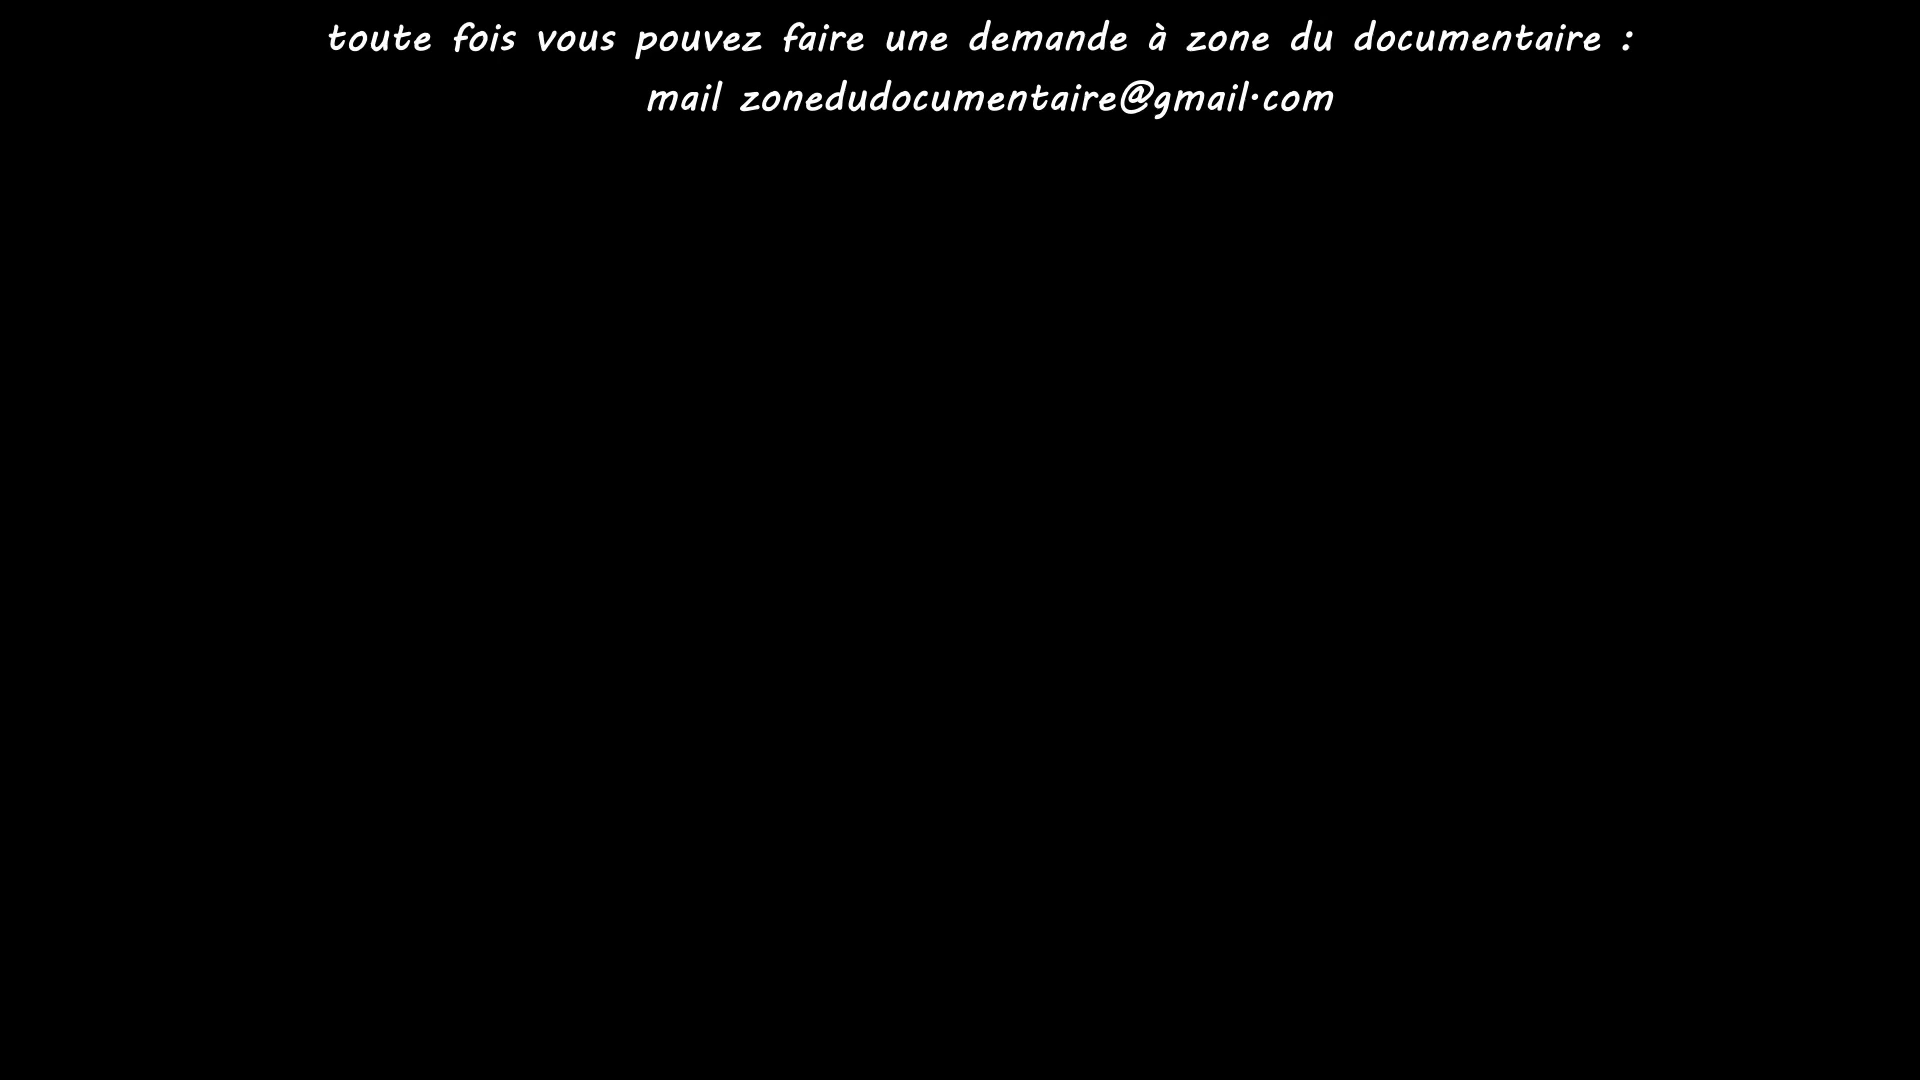 toute fois vous pouvez faire une demande à zone du documentaire :
mail zonedudocumentaire@gmail.com